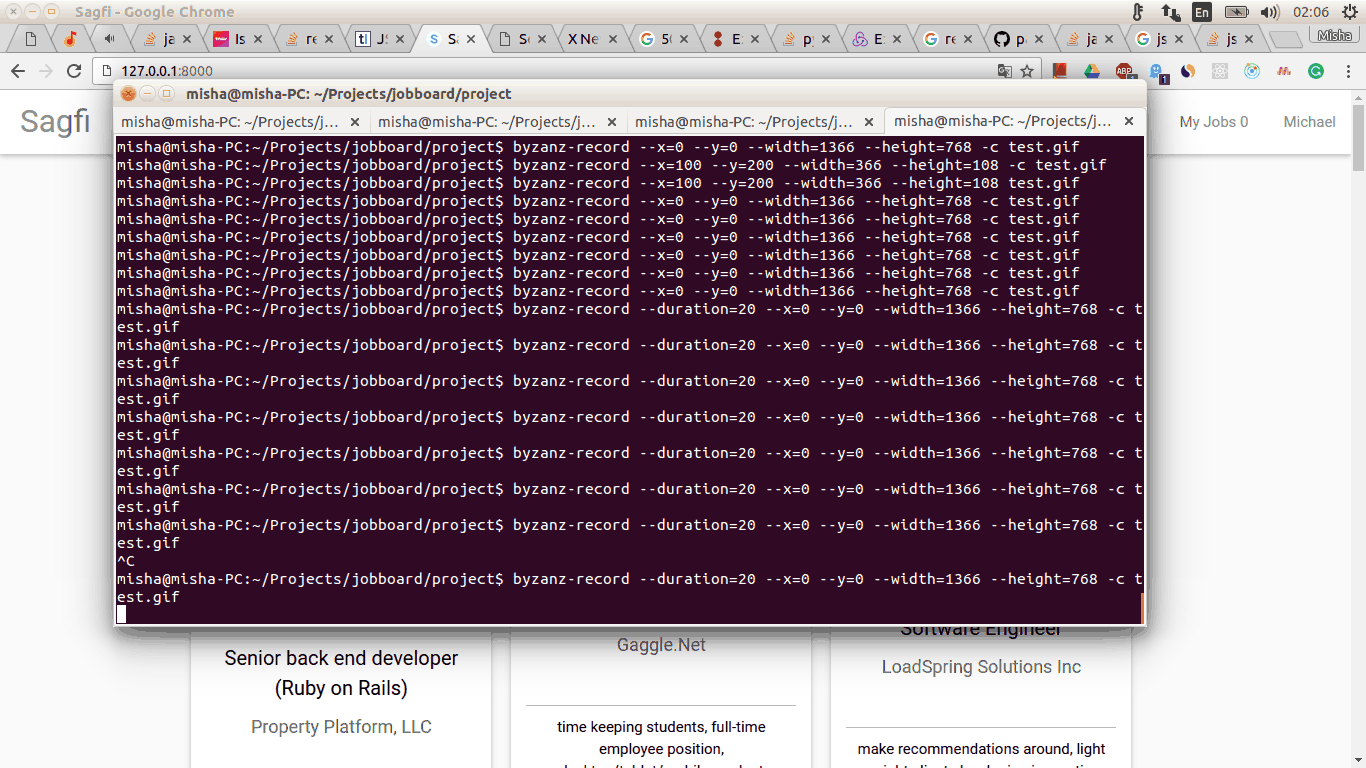 Sagfi - Google Chrome
En
02:06
ja
Is
re
JS
Sa
So
X Ne
50
E:
py
E:
re
pa
ja
js
js
Misha
127.0.0.1:8000
ABP
1
misha@misha-PC: ~/Projects/jobboard/project
Sagfi
My Jobs 0
Michael
misha@misha-PC: ~/Projects/j...
misha@misha-PC: ~/Projects/j...
misha@misha-PC: ~/Projects/j...
misha@misha-PC: ~/Projects/j...
misha@misha-PC:~/Projects/jobboard/project$ byzanz-record --x=0 --y=0 --width=1366 --height=768 -c test.gif
misha@misha-PC:~/Projects/jobboard/project$ byzanz-record --x=100 --y=200 --width=366 --height=108 -c test.gif
misha@misha-PC:~/Projects/jobboard/project$ byzanz-record --x=100 --y=200 --width=366 --height=108 test.gif
misha@misha-PC:~/Projects/jobboard/project$ byzanz-record --x=0 --y=0 --width=1366 --height=768 -c test.gif
misha@misha-PC:~/Projects/jobboard/project$ byzanz-record --x=0 --y=0 --width=1366 --height=768 -c test.gif
misha@misha-PC:~/Projects/jobboard/project$ byzanz-record --x=0 --y=0 --width=1366 --height=768 -c test.gif
misha@misha-PC:~/Projects/jobboard/project$ byzanz-record --x=0 --y=0 --width=1366 --height=768 -c test.gif
misha@misha-PC:~/Projects/jobboard/project$ byzanz-record --x=0 --y=0 --width=1366 --height=768 -c test.gif
misha@misha-PC:~/Projects/jobboard/project$ byzanz-record --x=0 --y=0 --width=1366 --height=768 -c test.gif
misha@misha-PC:~/Projects/jobboard/project$ byzanz-record --duration=20 --x=0 --y=0 --width=1366 --height=768 -c t
est.gif
misha@misha-PC:~/Projects/jobboard/project$ byzanz-record --duration=20 --x=0 --y=0 --width=1366 --height=768 -c t
est.gif
misha@misha-PC:~/Projects/jobboard/project$ byzanz-record --duration=20 --x=0 --y=0 --width=1366 --height=768 -c t
est.gif
misha@misha-PC:~/Projects/jobboard/project$ byzanz-record --duration=20 --x=0 --y=0 --width=1366 --height=768 -c t
est.gif
misha@misha-PC:~/Projects/jobboard/project$ byzanz-record --duration=20 --x=0 --y=0 --width=1366 --height=768 -c t
est.gif
misha@misha-PC:~/Projects/jobboard/project$ byzanz-record --duration=20 --x=0 --y=0 --width=1366 --height=768 -c t
est.gif
misha@misha-PC:~/Projects/jobboard/project$ byzanz-record --duration=20 --x=0 --y=0 --width=1366 --height=768 -c t
est.gif
^C
misha@misha-PC:~/Projects/jobboard/project$ byzanz-record --duration=20 --x=0 --y=0 --width=1366 --height=768 -c t
est.gif
Senior back end developer
(Ruby on Rails)
Property Platform, LLC
Gaggle.Net
time keeping students, full-time
employee position,
Software Engineer
LoadSpring Solutions Inc
make recommendations around, light